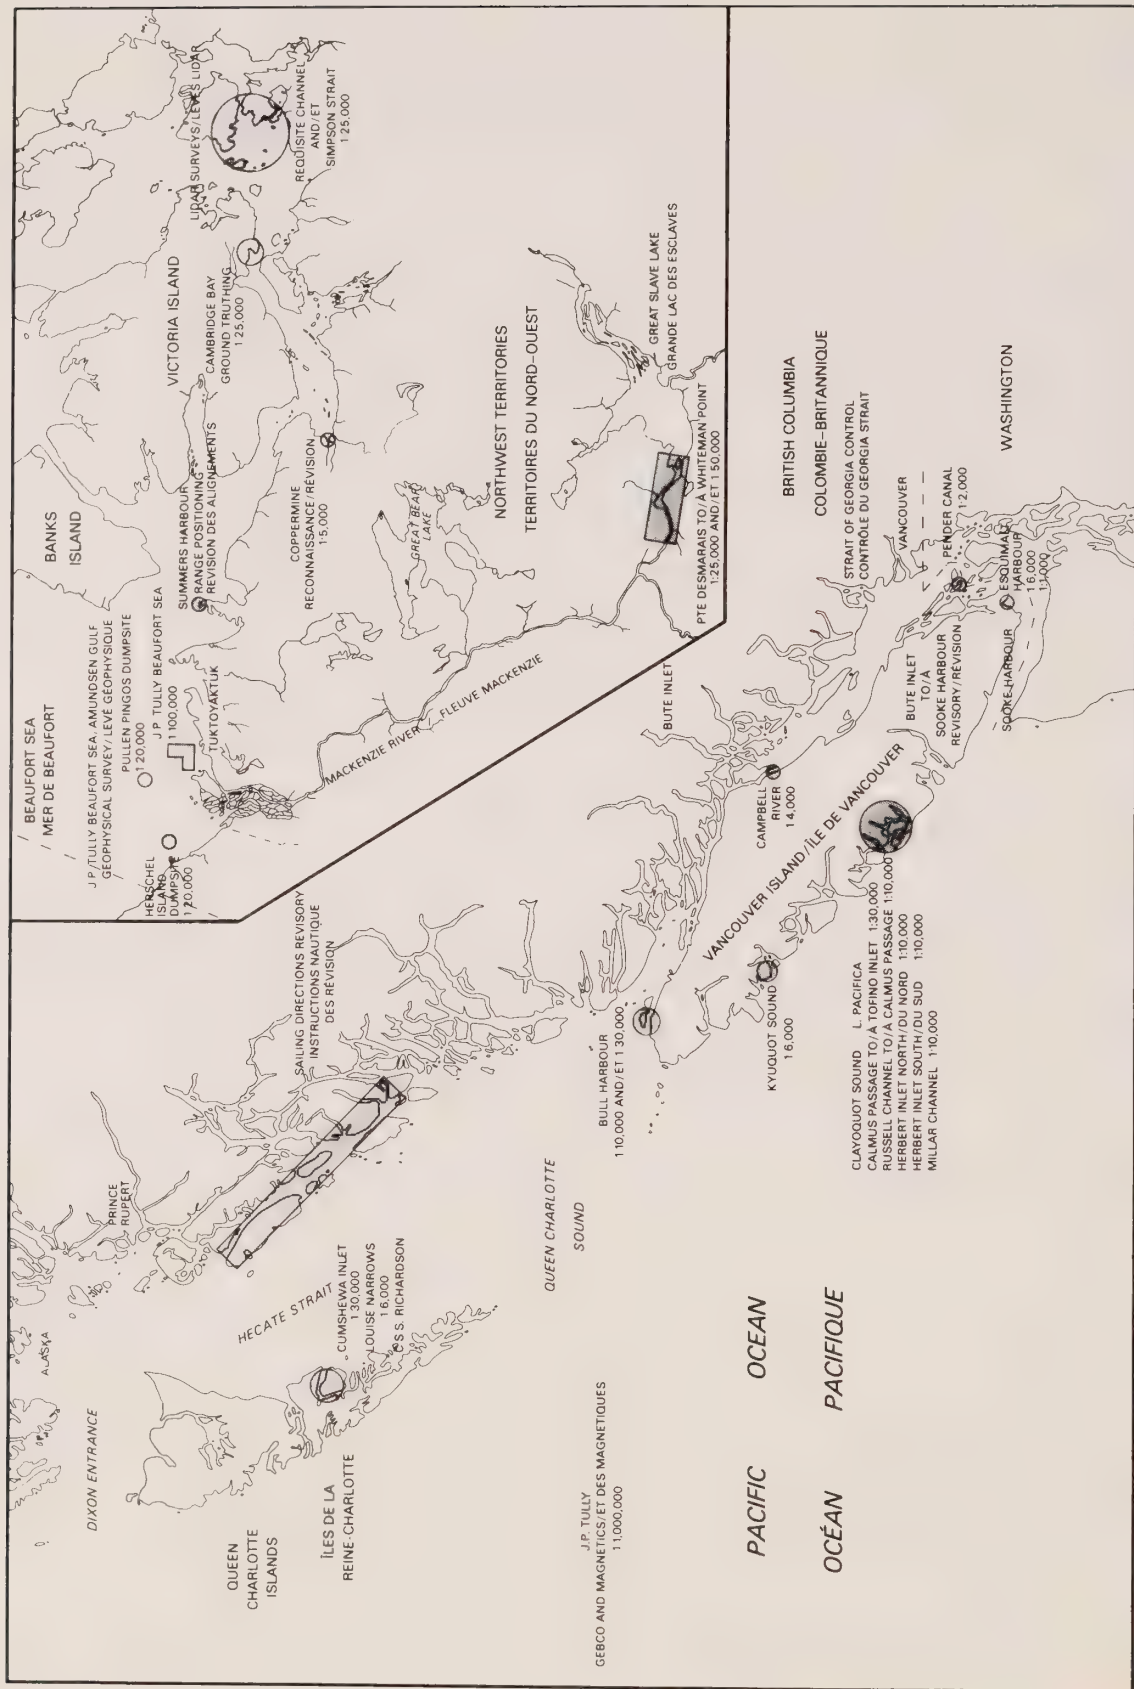 BEAUFORT SEA
MER DE BEAUFORT
J P TULLY BEAUFORT SEA, AMUNDSEN GULF
GEOPHYSICAL SURVEY/LEVÉ GÉOPHYSIQUE
PULLEN PINGOS DUMPSITE
1 20,000
J P TULLY BEAUFORT SEA
1 100,000
HERSCHEL
ISLAND
DUMPSITE
1 20,000
TUKTOYAKTUK
BANKS
ISLAND
SUMMERS HARBOUR
RANGE POSITIONING
REVISION DES ALIGNEMENTS
VICTORIA ISLAND
CAMBRIDGE BAY
GROUND TRUTHING
1 25,000
LIDAR SURVEYS/LEVÉS LIDAR
REQUISITE CHANNEL
AND/ET
SIMPSON STRAIT
1:25,000
COPPERMINE
RECONNAISSANCE/RÉVISION
1:5,000
GREAT BEAR
LAKE
NORTHWEST TERRITORIES
TERRITOIRES DU NORD-OUEST
GREAT SLAVE LAKE
GRANDE LAC DES ESCLAVES
MACKENZIE RIVER / FLEUVE MACKENZIE
PTE DESMARAIS TO/À WHITEMAN POINT
1:25,000 AND/ET 1 50,000
ALASKA
DIXON ENTRANCE
PRINCE
RUPERT
SAILING DIRECTIONS REVISORY
INSTRUCTIONS NAUTIQUE
DES RÉVISION
HECATE STRAIT
CUMSHEWA INLET
1 30,000
LOUISE NARROWS
1 6,000
C S S. RICHARDSON
QUEEN
CHARLOTTE
ISLANDS
ÎLES DE LA
REINE-CHARLOTTE
QUEEN CHARLOTTE
SOUND
J.P. TULLY
GEBCO AND MAGNETICS/ET DES MAGNETIQUES
1 1,000,000
BULL HARBOUR
1 10,000 AND/ET 1 30,000
BUTE INLET
CAMPBELL
RIVER
1 4,000
VANCOUVER ISLAND/ÎLE DE VANCOUVER
KYUQUOT SOUND
1 6,000
CLAYOQUOT SOUND L. PACIFICA
CALMUS PASSAGE TO/À TOFINO INLET 1:30,000
RUSSELL CHANNEL TO/À CALMUS PASSAGE 1:10,000
HERBERT INLET NORTH/DU NORD 1:10,000
HERBERT INLET SOUTH/DU SUD 1:10,000
MILLAR CHANNEL 1:10,000
BRITISH COLUMBIA
COLOMBIE-BRITANNIQUE
STRAIT OF GEORGIA CONTROL
CONTRÔLE DU GEORGIA STRAIT
VANCOUVER
PENDER CANAL
1:2,000
BUTE INLET
TO/À
SOOKE HARBOUR
REVISORY/RÉVISION
ESQUIMALT
HARBOUR
1 6,000
1:1,000
SOOKE HARBOUR
WASHINGTON
PACIFIC OCEAN
OCÉAN PACIFIQUE